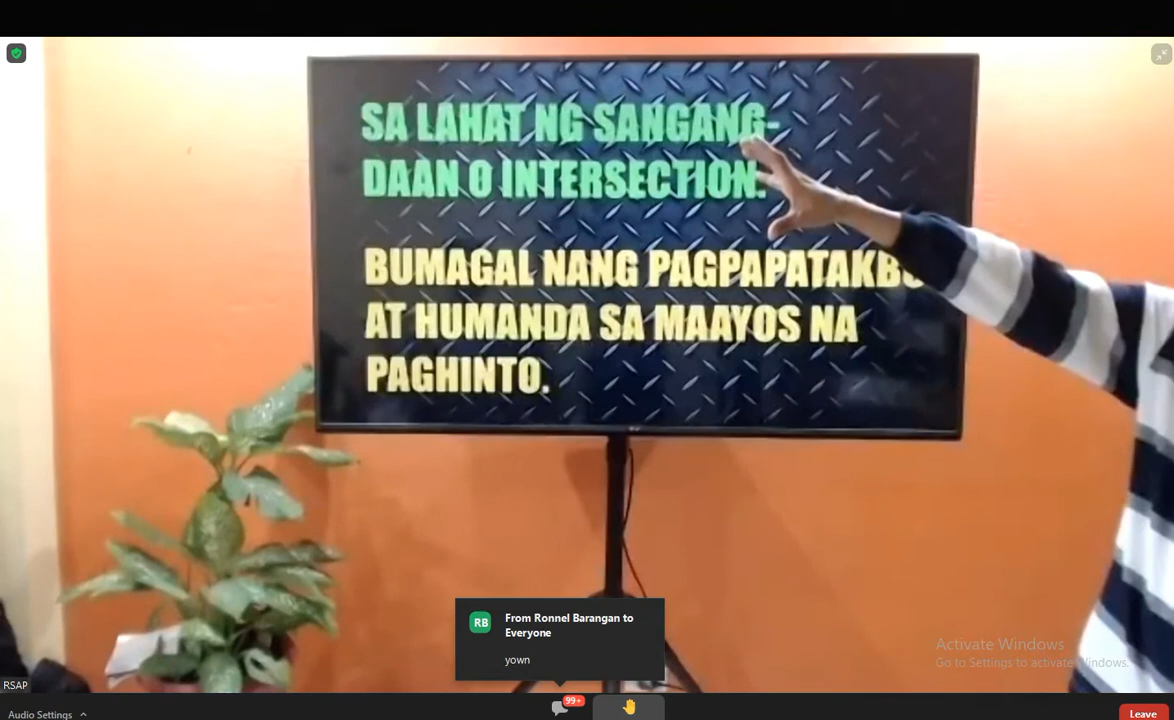 SA LAHAT NG SANGANG-
DAAN O INTERSECTION.
BUMAGAL NANG PAGPAPATAKBO
AT HUMANDA SA MAAYOS NA
PAGHINTO.
RB
From Ronnel Barangan to
Everyone
yown
Activate Windows
Go to Settings to activate Windows.
RSAP
99+
Audio Settings
Leave